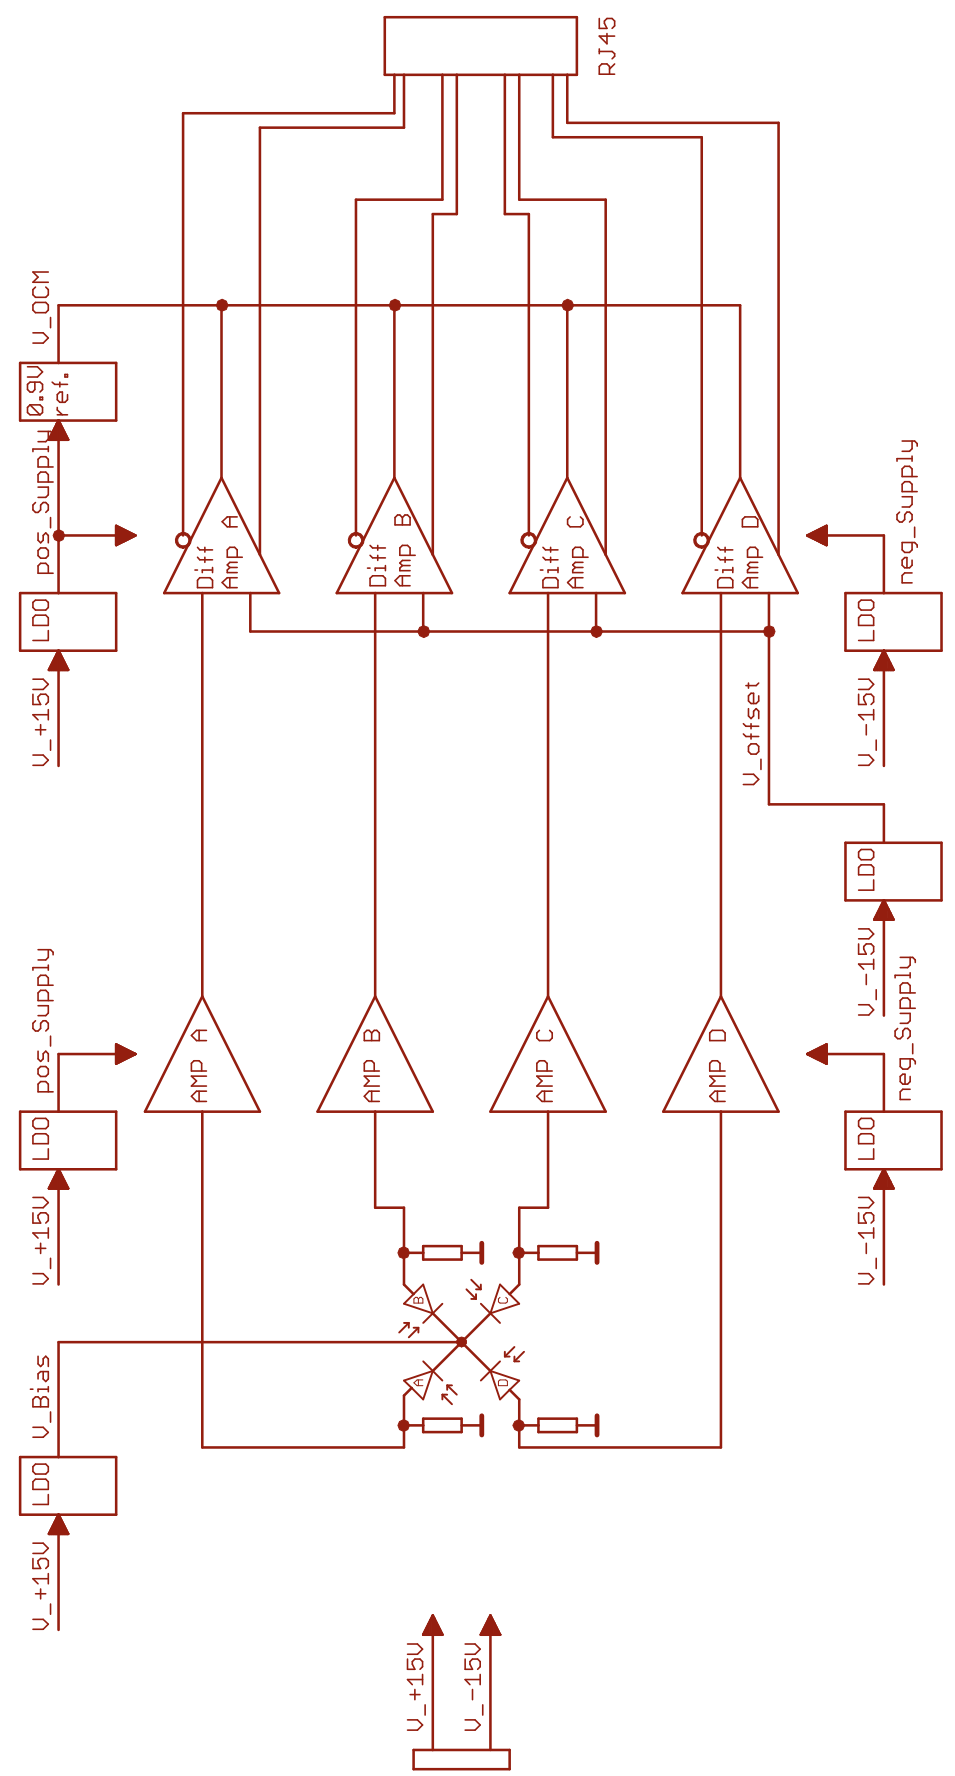 RJ45
V_OCM
0.9V
ref.
pos_Supply
LDO
V_+15V
Diff
Amp A
Diff
Amp B
Diff
Amp C
Diff
Amp D
neg_Supply
LDO
V_-15V
V_offset
LDO
V_-15V
pos_Supply
LDO
V_+15V
AMP A
AMP B
AMP C
AMP D
neg_Supply
LDO
V_-15V
B
C
A
D
V_Bias
LDO
V_+15V
V_+15V
V_-15V